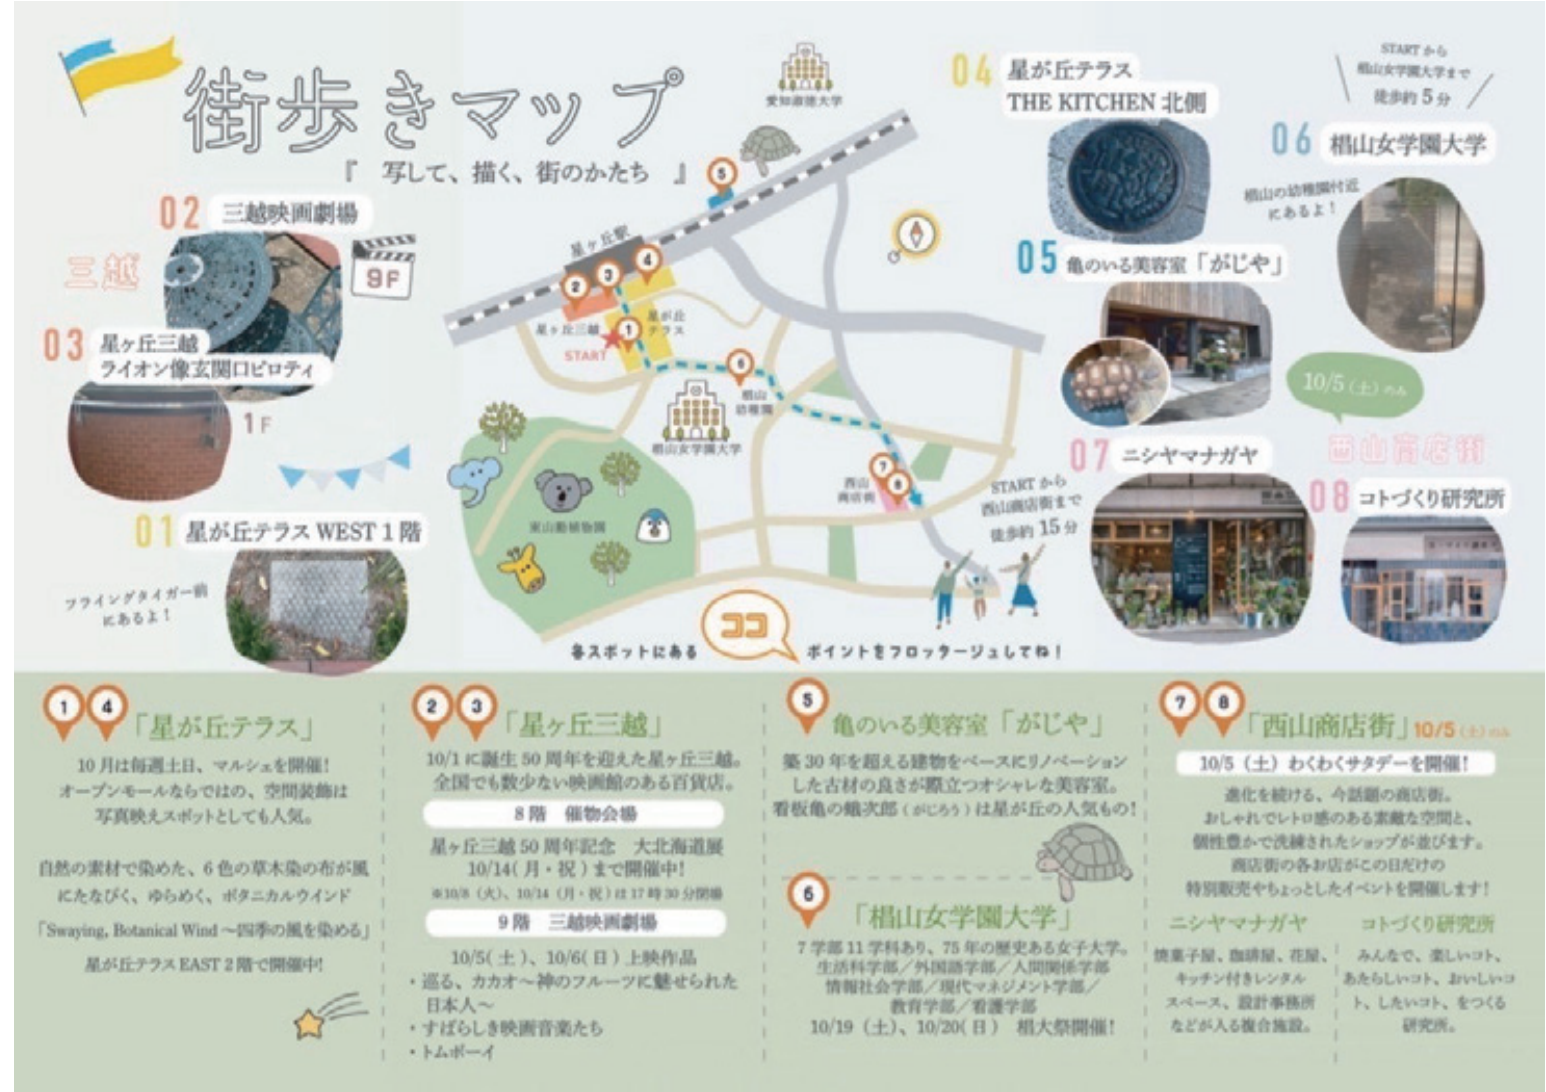 街歩きマップ
『 写して、描く、街のかたち 』
02 三越映画劇場
三越
9F
03 星ヶ丘三越
ライオン像玄関口ピロティ
1F
01 星が丘テラス WEST 1 階
フライングタイガー前
にあるよ！
愛知淑徳大学
5
星ヶ丘駅
2
3
4
星ヶ丘三越
1
星が丘
テラス
START
6
椙山
幼稚園
椙山女学園大学
東山動植物園
7
8
西山
商店街
STARTから
西山商店街まで
徒歩約 15 分
各スポットにある ココ ポイントをフロッタージュしてね！
04 星が丘テラス
THE KITCHEN 北側
STARTから
椙山女学園大学まで
徒歩約 5 分
06 椙山女学園大学
椙山の幼稚園付近
にあるよ！
05 亀のいる美容室「がじや」
10/5（土）のみ
西山商店街
07 ニシヤマナガヤ
08 コトづくり研究所
1 4 「星が丘テラス」
10 月は毎週土日、マルシェを開催！
オープンモールならではの、空間装飾は
写真映えスポットとしても人気。
自然の素材で染めた、6 色の草木染の布が風
にたなびく、ゆらめく、ボタニカルウインド
「Swaying, Botanical Wind～四季の風を染める」
星が丘テラス EAST 2 階で開催中！
2 3 「星ヶ丘三越」
10/1 に誕生 50 周年を迎えた星ヶ丘三越。
全国でも数少ない映画館のある百貨店。
8 階　催物会場
星ヶ丘三越 50 周年記念　大北海道展
10/14( 月・祝 ) まで開催中！
※10/8（火）、10/14（月・祝）は 17 時 30 分閉場
9 階　三越映画劇場
10/5( 土 )、10/6( 日 ) 上映作品
・巡る、カカオ～神のフルーツに魅せられた
日本人～
・すばらしき映画音楽たち
・トムボーイ
5 亀のいる美容室「がじや」
築 30 年を超える建物をベースにリノベーション
した古材の良さが際立つオシャレな美容室。
看板亀の蛾次郎（がじろう）は星が丘の人気もの！
6 「椙山女学園大学」
7 学部 11 学科あり、75 年の歴史ある女子大学。
生活科学部／外国語学部／人間関係学部
情報社会学部／現代マネジメント学部／
教育学部／看護学部
10/19（土）、10/20( 日 )　椙大祭開催！
7 8 「西山商店街」10/5（土）のみ
10/5（土）わくわくサタデーを開催！
進化を続ける、今話題の商店街。
おしゃれでレトロ感のある素敵な空間と、
個性豊かで洗練されたショップが並びます。
商店街の各お店がこの日だけの
特別販売やちょっとしたイベントを開催します！
ニシヤマナガヤ
焼菓子屋、珈琲屋、花屋、
キッチン付きレンタル
スペース、設計事務所
などが入る複合施設。
コトづくり研究所
みんなで、楽しいコト、
あたらしいコト、おいしいコ
ト、したいコト、をつくる
研究所。